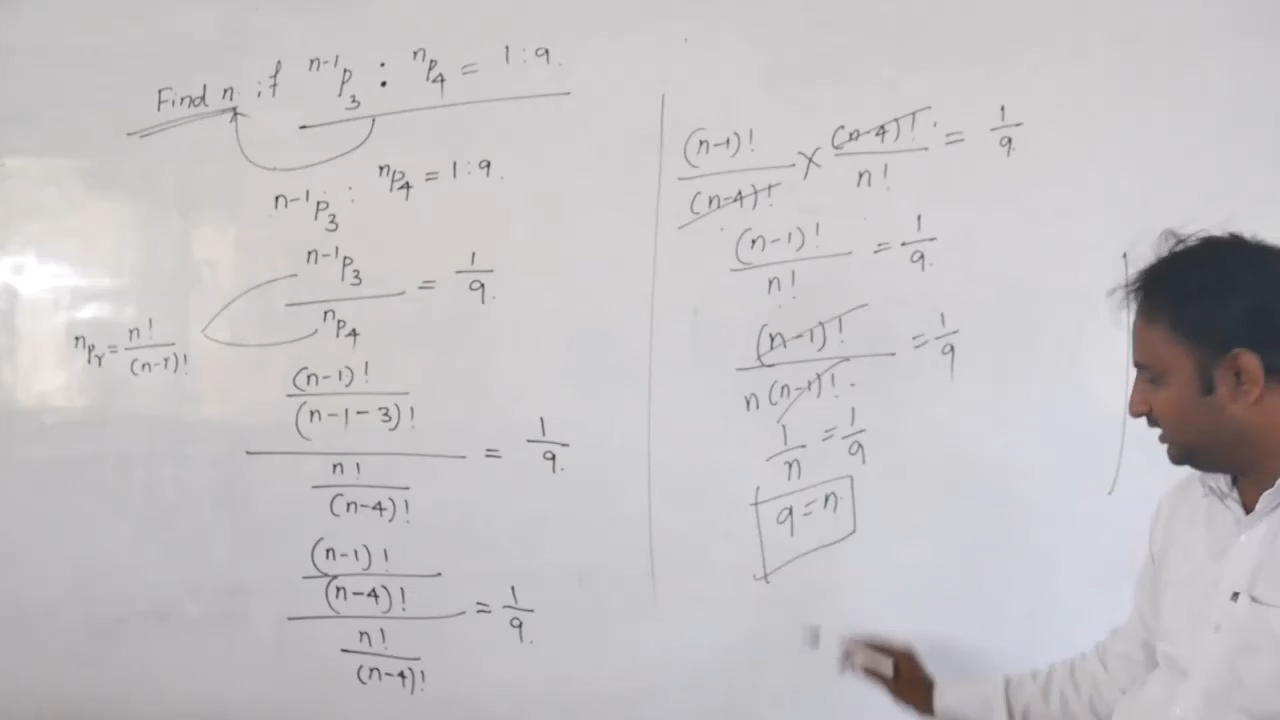 Find n if ⁿ⁻¹P₃ : ⁿP₄ = 1:9.
ⁿ⁻¹P₃ : ⁿP₄ = 1:9.
ⁿ⁻¹P₃ / ⁿP₄ = 1/9.
ⁿPᵣ = n!/(n-r)!
((n-1)!/(n-1-3)!) / (n!/(n-4)!) = 1/9.
((n-1)!/(n-4)!) / (n!/(n-4)!) = 1/9.
(n-1)!/(n-4)! × (n-4)!/n! = 1/9.
(n-1)!/n! = 1/9.
(n-1)!/n(n-1)!. = 1/9
1/n = 1/9
9 = n.